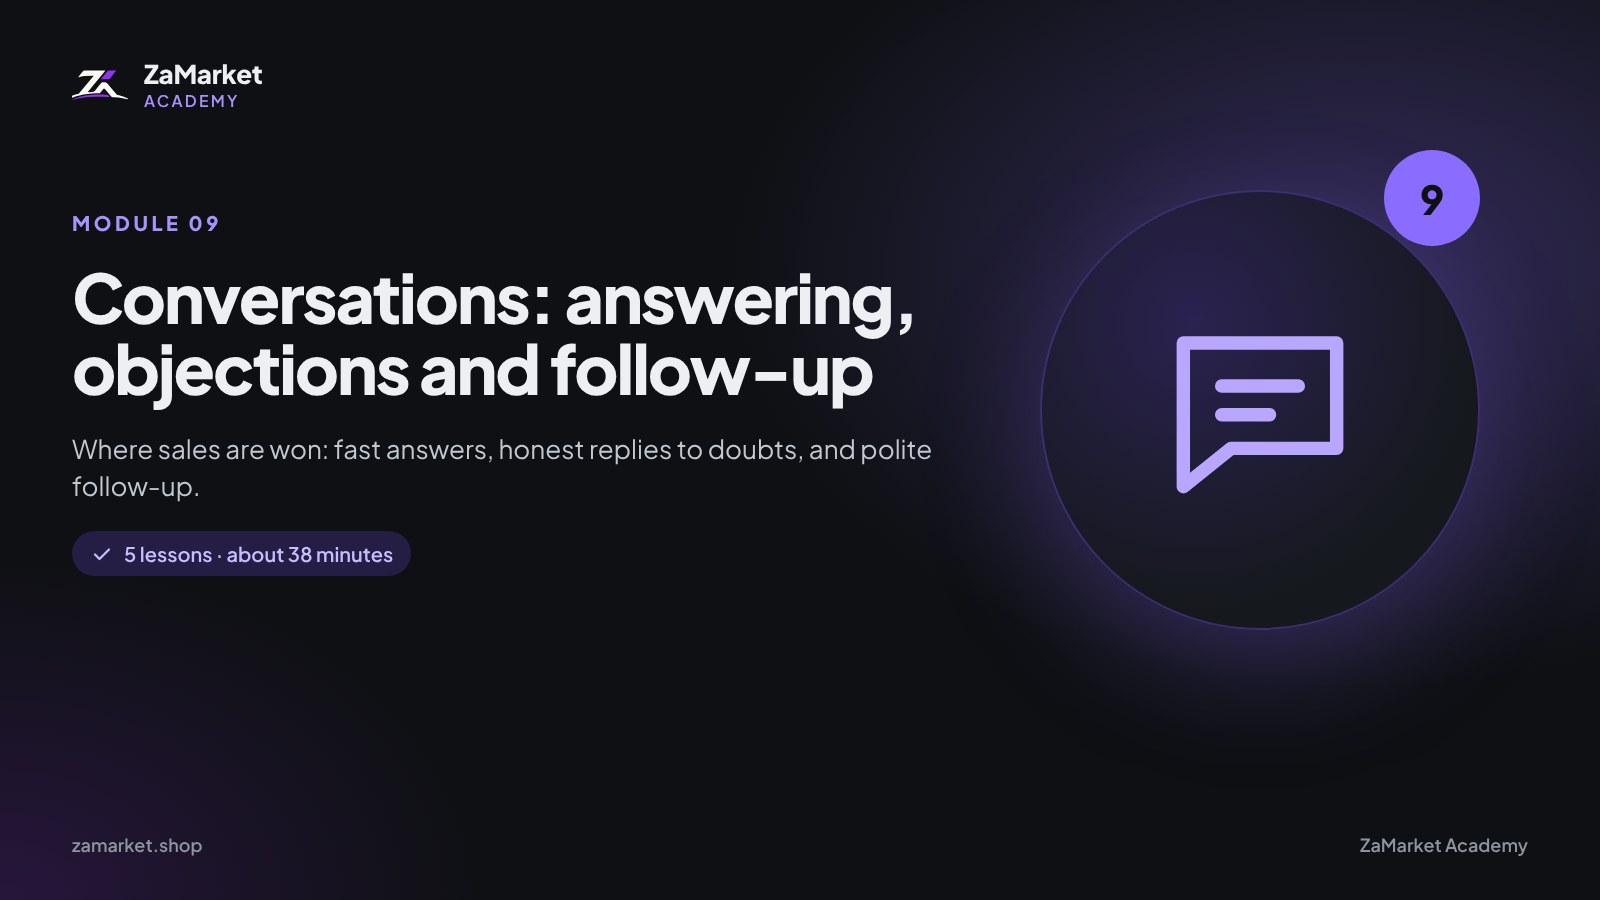 ZaMarket
ACADEMY
MODULE 09
Conversations: answering,
objections and follow-up
Where sales are won: fast answers, honest replies to doubts, and polite
follow-up.
5 lessons · about 38 minutes
9
zamarket.shop
ZaMarket Academy